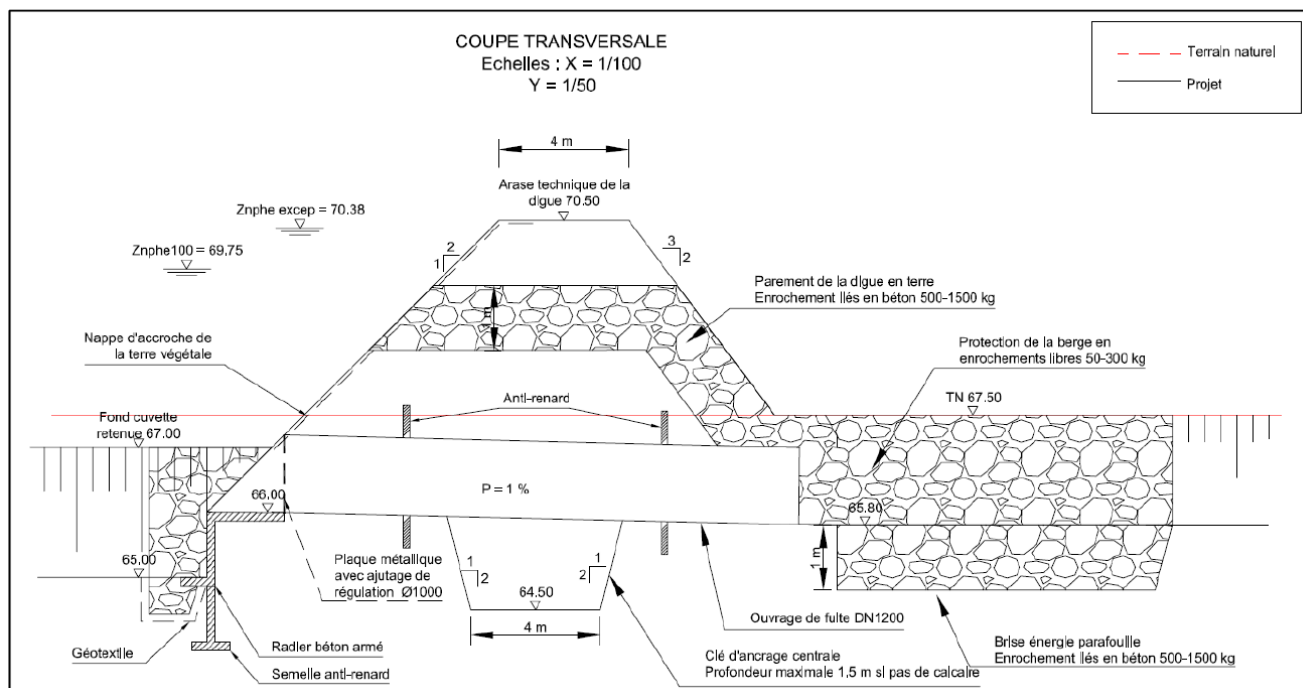 COUPE TRANSVERSALE
Echelles : X = 1/100
Y = 1/50
Terrain naturel
Projet
4 m
Arase technique de la
digue 70.50
Znphe excep = 70.38
Znphe100 = 69,75
2
1
3
2
Parement de la digue en terre
Enrochement liés en béton 500-1500 kg
1 m
Nappe d'accroche de
la terre végétale
Protection de la berge en
enrochements libres 50-300 kg
Anti-renard
TN 67.50
Fond cuvette
retenue 67.00
P = 1 %
66,00
65.80
65,00
Plaque métallique
avec ajutage de
régulation Ø1000
1
2
1
2
1 m
64.50
4 m
Ouvrage de fuite DN1200
Géotextile
Radier béton armé
Semelle anti-renard
Clé d'ancrage centrale
Profondeur maximale 1,5 m si pas de calcaire
Brise énergie parafouille
Enrochement liés en béton 500-1500 kg